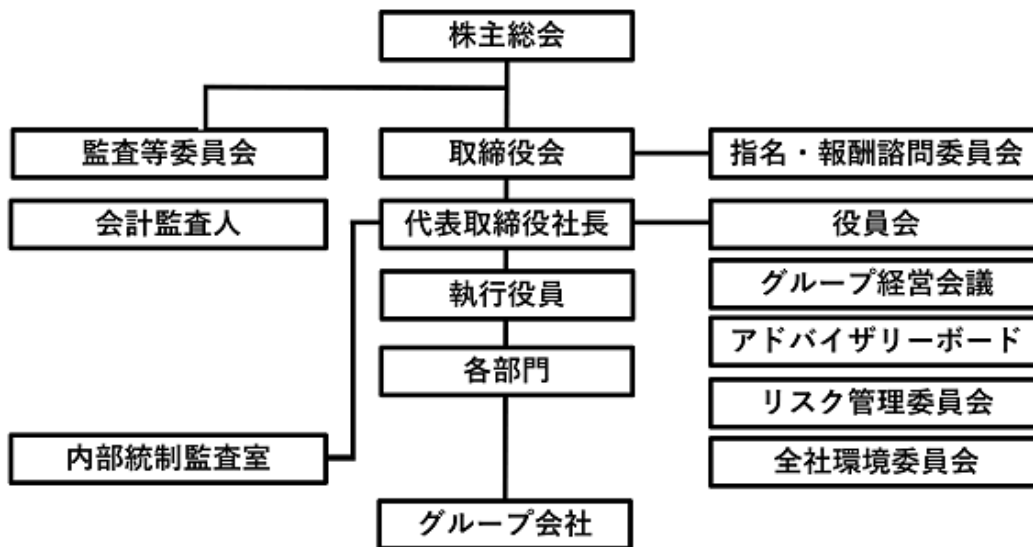 株主総会
監査等委員会
取締役会
指名・報酬諮問委員会
会計監査人
代表取締役社長
役員会
執行役員
グループ経営会議
アドバイザリーボード
各部門
リスク管理委員会
内部統制監査室
全社環境委員会
グループ会社